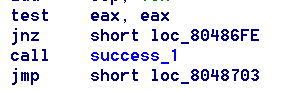 test    eax, eax
jnz     short loc_80486FE
call    success_1
jmp     short loc_8048703